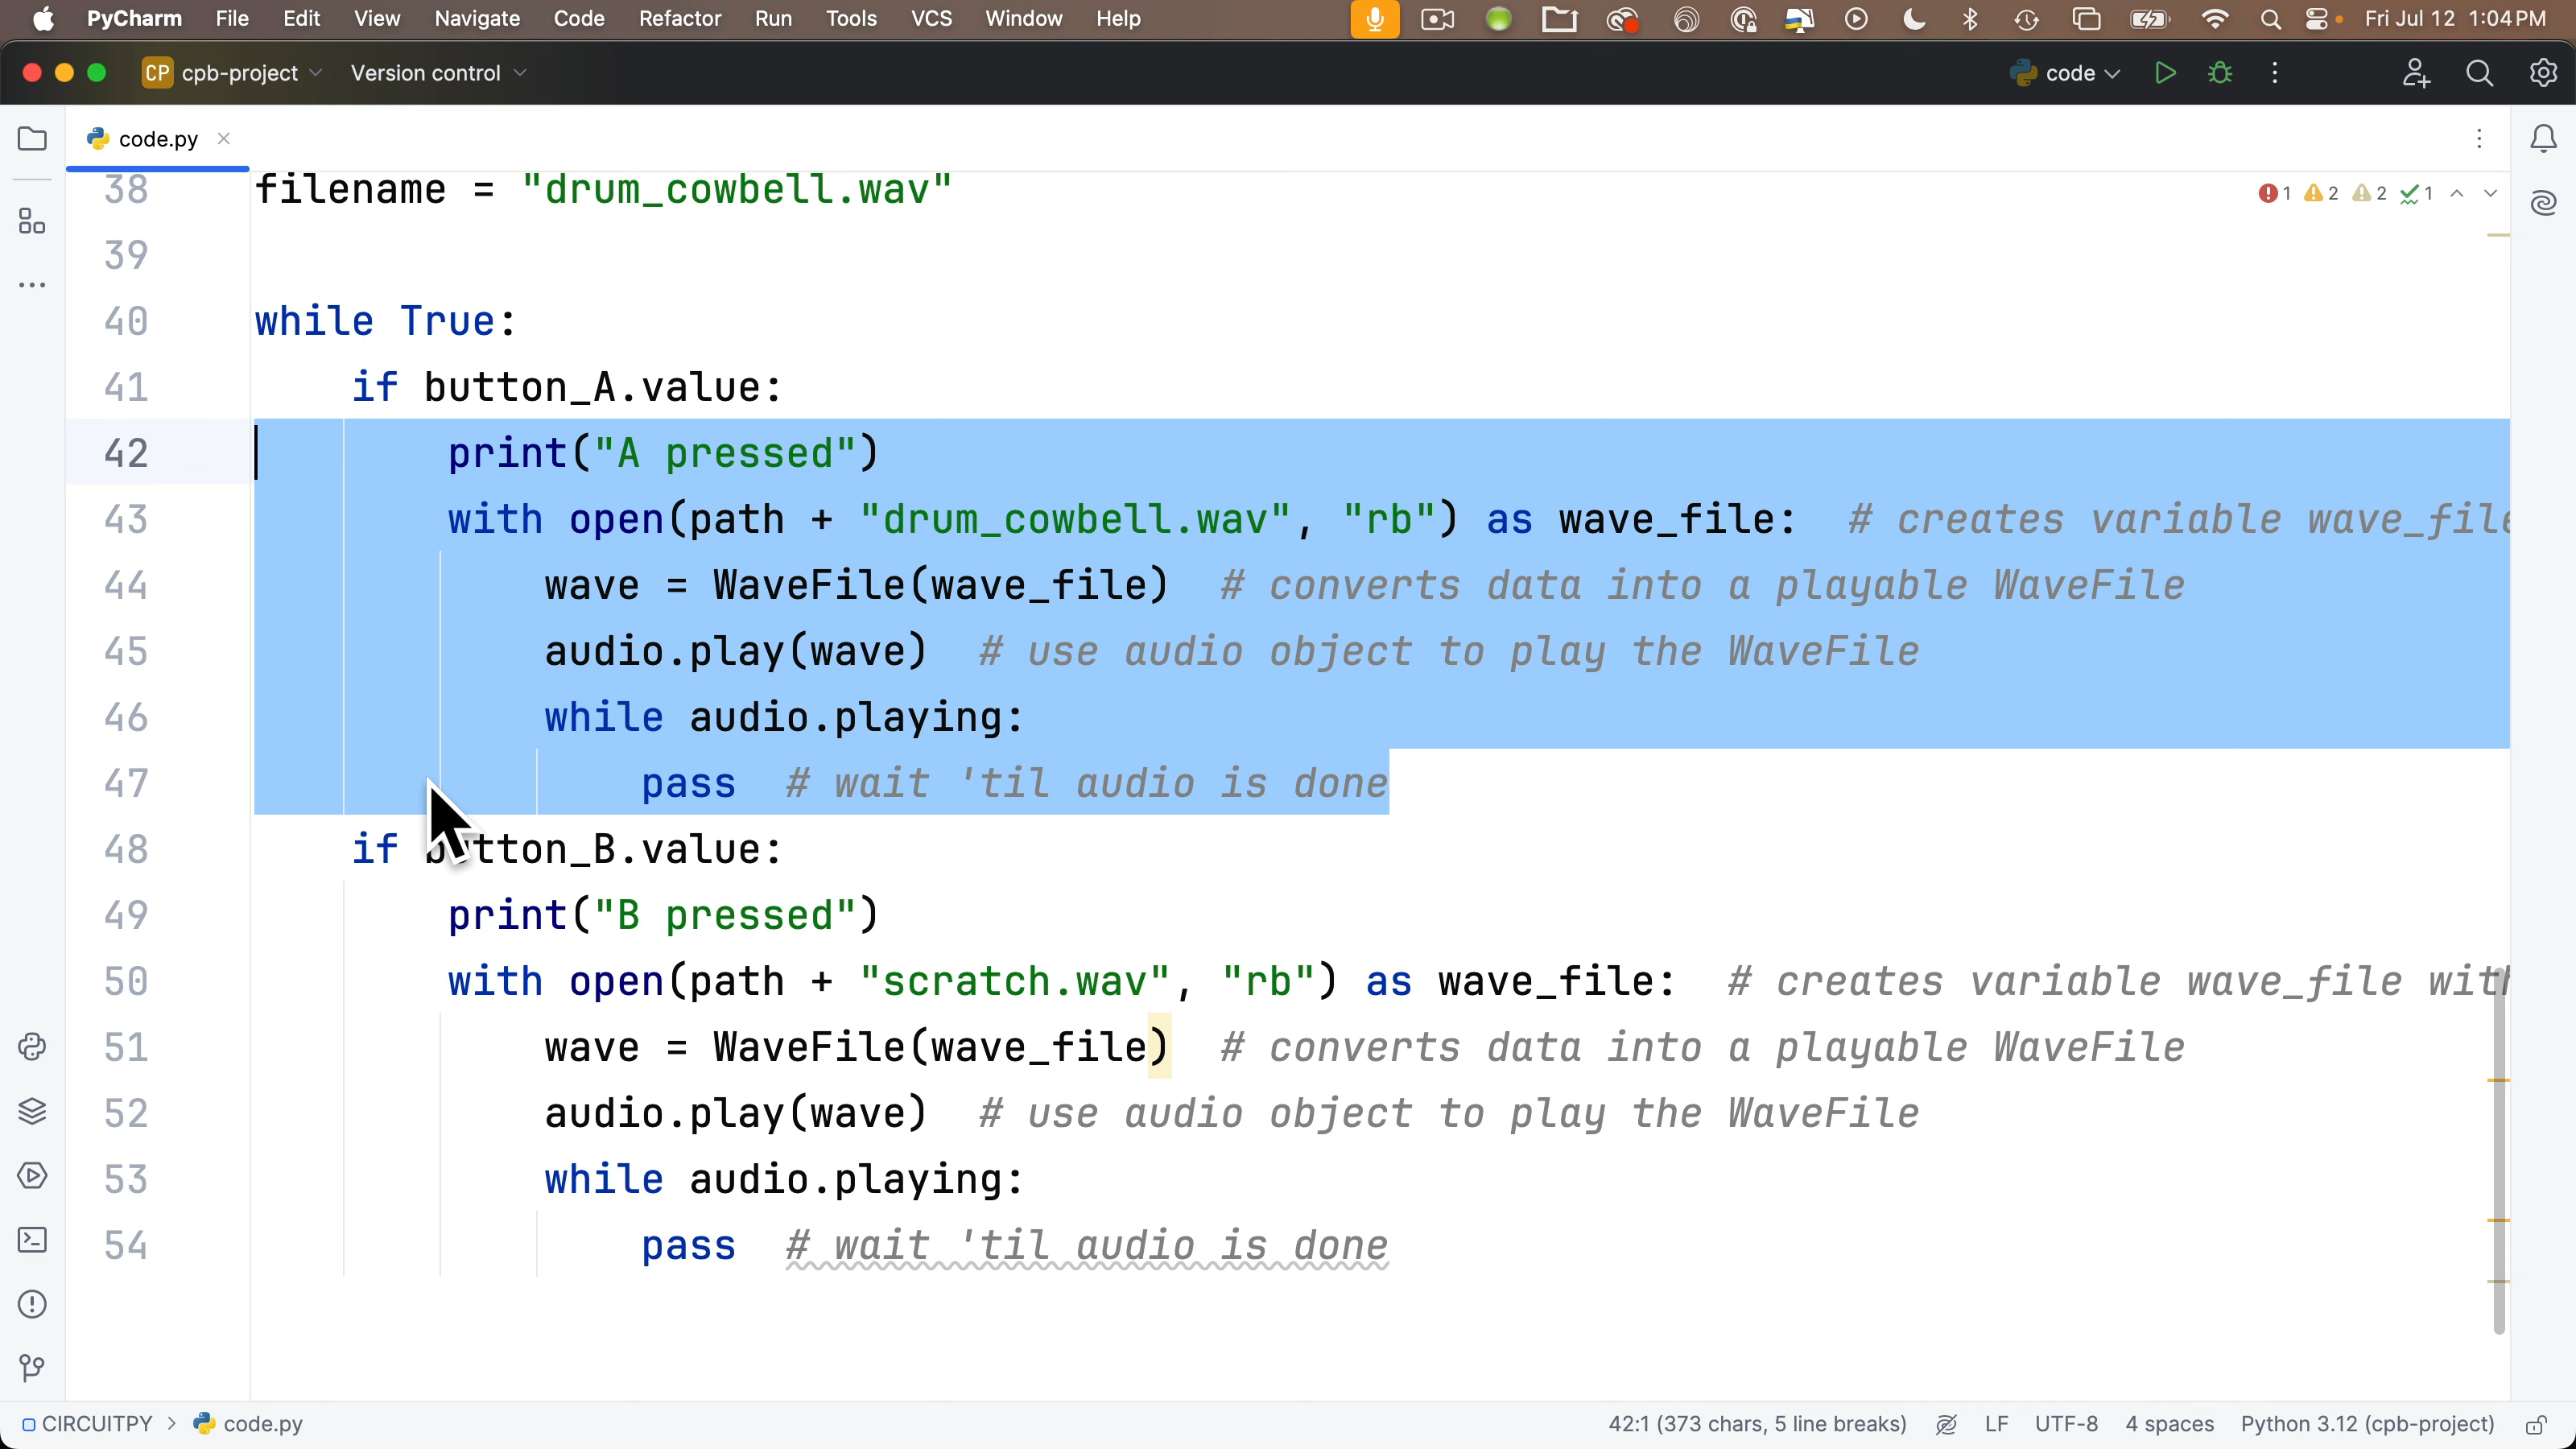 PyCharm File Edit View Navigate Code Refactor Run Tools VCS Window Help Fri Jul 12 1:04 PM
CP cpb-project Version control code
code.py
38 filename = "drum_cowbell.wav" 1 2 2 1
39
40 while True:
41 if button_A.value:
42 print("A pressed")
43 with open(path + "drum_cowbell.wav", "rb") as wave_file: # creates variable wave_file
44 wave = WaveFile(wave_file) # converts data into a playable WaveFile
45 audio.play(wave) # use audio object to play the WaveFile
46 while audio.playing:
47 pass # wait 'til audio is done
48 if button_B.value:
49 print("B pressed")
50 with open(path + "scratch.wav", "rb") as wave_file: # creates variable wave_file with
51 wave = WaveFile(wave_file) # converts data into a playable WaveFile
52 audio.play(wave) # use audio object to play the WaveFile
53 while audio.playing:
54 pass # wait 'til audio is done
CIRCUITPY > code.py 42:1 (373 chars, 5 line breaks) LF UTF-8 4 spaces Python 3.12 (cpb-project)